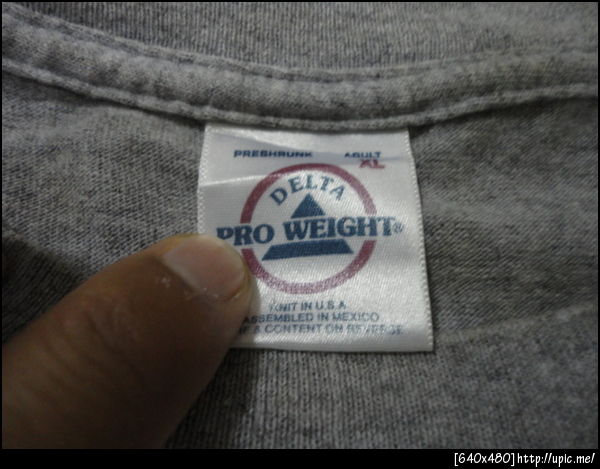 PRESHRUNK ADULT
XL
DELTA
PRO WEIGHT®
KNIT IN U.S.A
ASSEMBLED IN MEXICO
& CONTENT ON REVERSE
[640x480]http://upic.me/